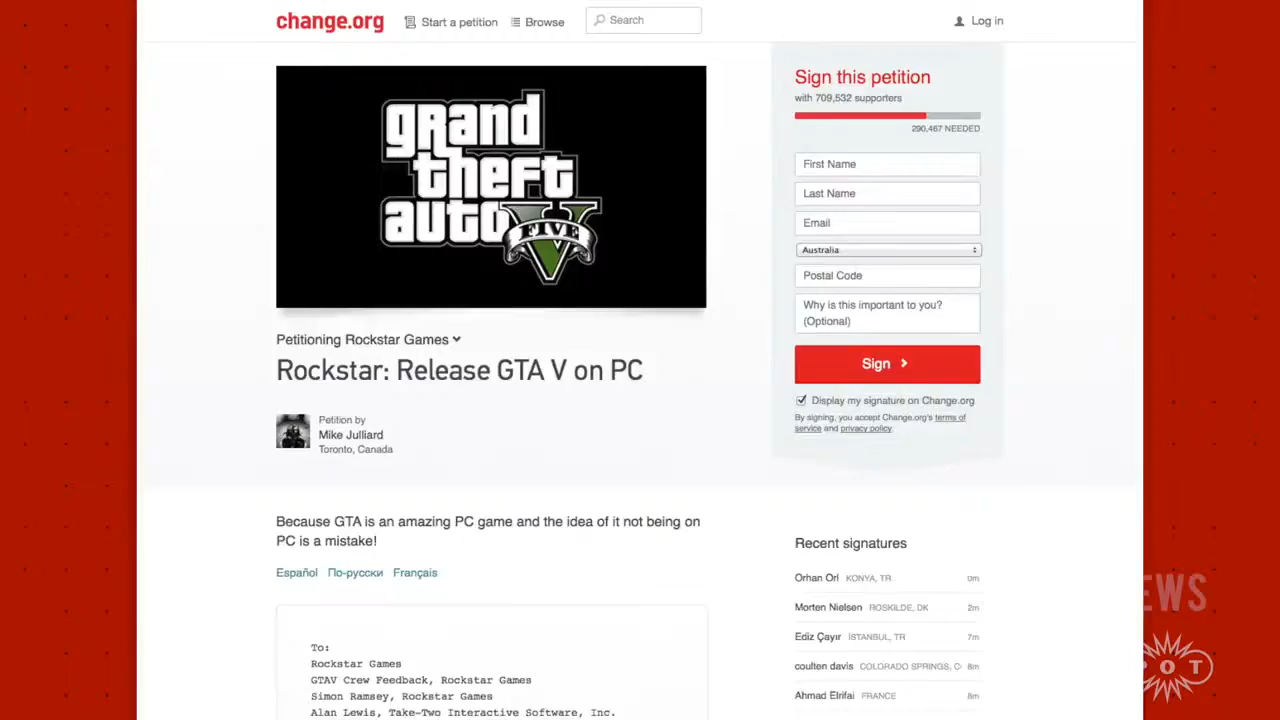 change.org
Start a petition
Browse
Search
Log in
grand
theft
auto
V
FIVE
Sign this petition
with 709,532 supporters
290,467 NEEDED
First Name
Last Name
Email
Australia
Postal Code
Why is this important to you?
(Optional)
Sign
Display my signature on Change.org
By signing, you accept Change.org's terms of
service and privacy policy.
Petitioning Rockstar Games
Rockstar: Release GTA V on PC
Petition by
Mike Julliard
Toronto, Canada
Because GTA is an amazing PC game and the idea of it not being on
PC is a mistake!
Español По-русски Français
To:
Rockstar Games
GTAV Crew Feedback, Rockstar Games
Simon Ramsey, Rockstar Games
Alan Lewis, Take-Two Interactive Software, Inc.
Recent signatures
Orhan Orl KONYA, TR 0m
Morten Nielsen ROSKILDE, DK 2m
Ediz Çayır İSTANBUL, TR 7m
coulten davis COLORADO SPRINGS, C 8m
Ahmad Elrifai FRANCE 8m
EWS
POT